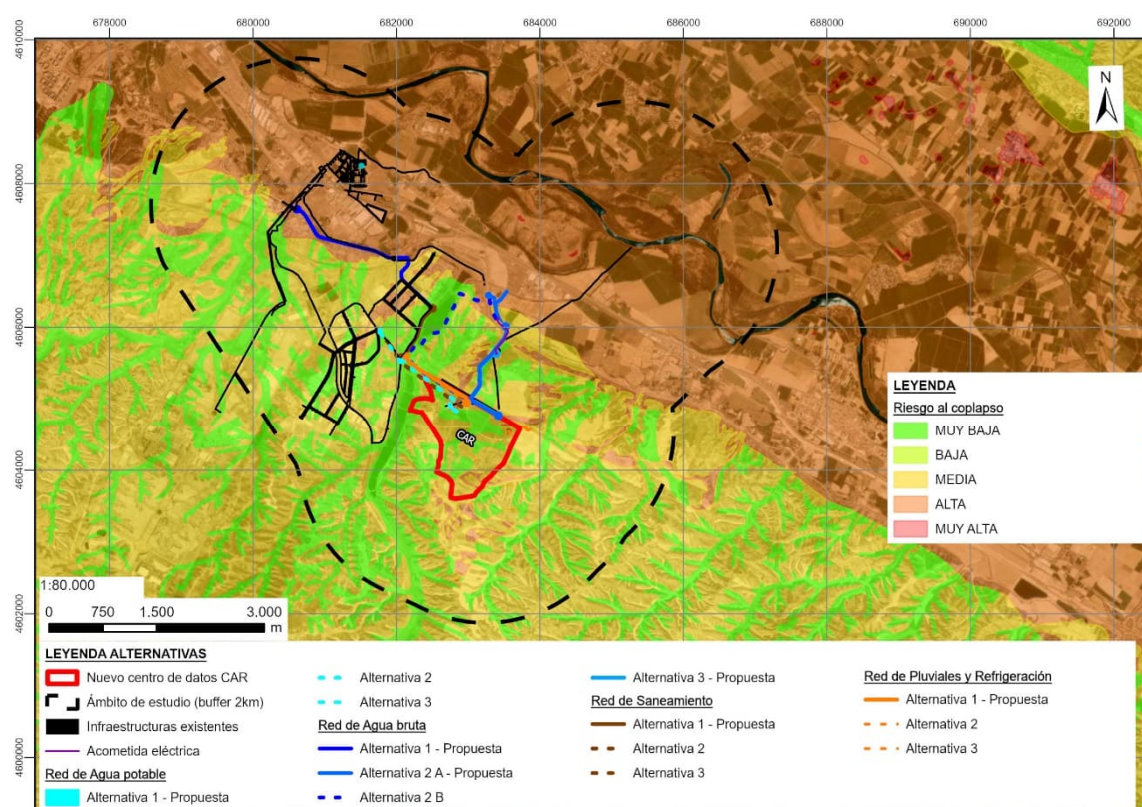 678000 680000 682000 684000 686000 688000 690000 692000
4610000
N
4608000
4606000
4604000
4602000
4600000
CAR
LEYENDA
Riesgo al coplapso
MUY BAJA
BAJA
MEDIA
ALTA
MUY ALTA
1:80.000
0 750 1.500 3.000
m
LEYENDA ALTERNATIVAS
Nuevo centro de datos CAR
Ámbito de estudio (buffer 2km)
Infraestructuras existentes
Acometida eléctrica
Red de Agua potable
Alternativa 1 - Propuesta
Alternativa 2
Alternativa 3
Red de Agua bruta
Alternativa 1 - Propuesta
Alternativa 2 A - Propuesta
Alternativa 2 B
Alternativa 3 - Propuesta
Red de Saneamiento
Alternativa 1 - Propuesta
Alternativa 2
Alternativa 3
Red de Pluviales y Refrigeración
Alternativa 1 - Propuesta
Alternativa 2
Alternativa 3